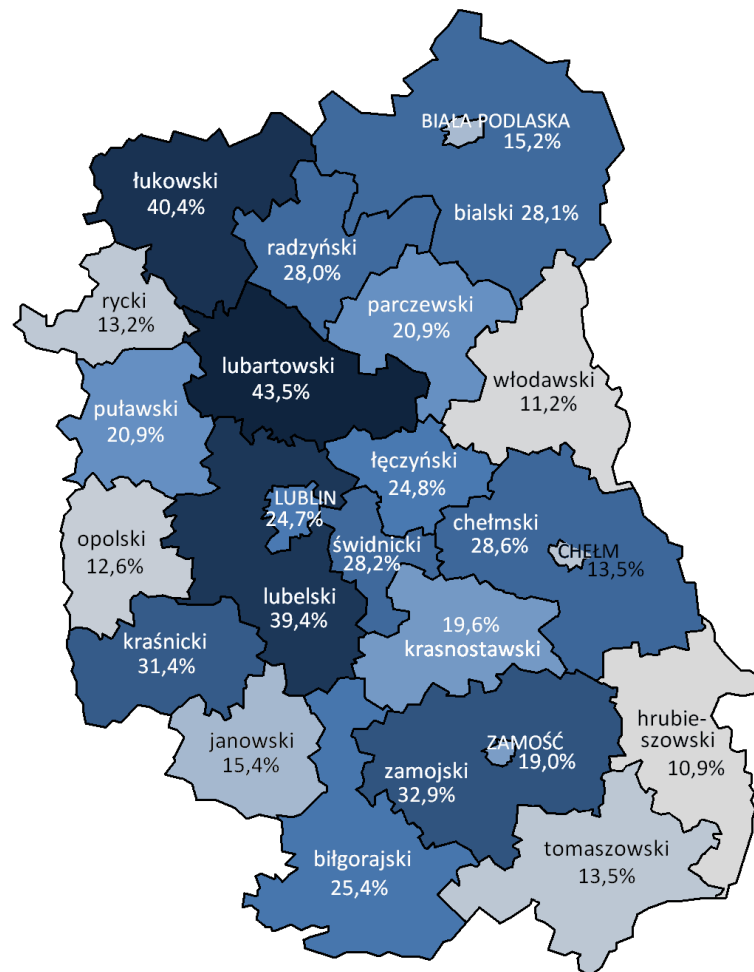 BIAŁA PODLASKA
15,2%
łukowski
40,4%
bialski 28,1%
radzyński
28,0%
rycki
13,2%
parczewski
20,9%
lubartowski
43,5%
włodawski
11,2%
puławski
20,9%
łęczyński
24,8%
LUBLIN
24,7%
chełmski
28,6%
opolski
12,6%
świdnicki
28,2%
CHEŁM
13,5%
lubelski
39,4%
19,6%
krasnostawski
kraśnicki
31,4%
hrubie-
szowski
10,9%
janowski
15,4%
ZAMOŚĆ
19,0%
zamojski
32,9%
tomaszowski
13,5%
biłgorajski
25,4%